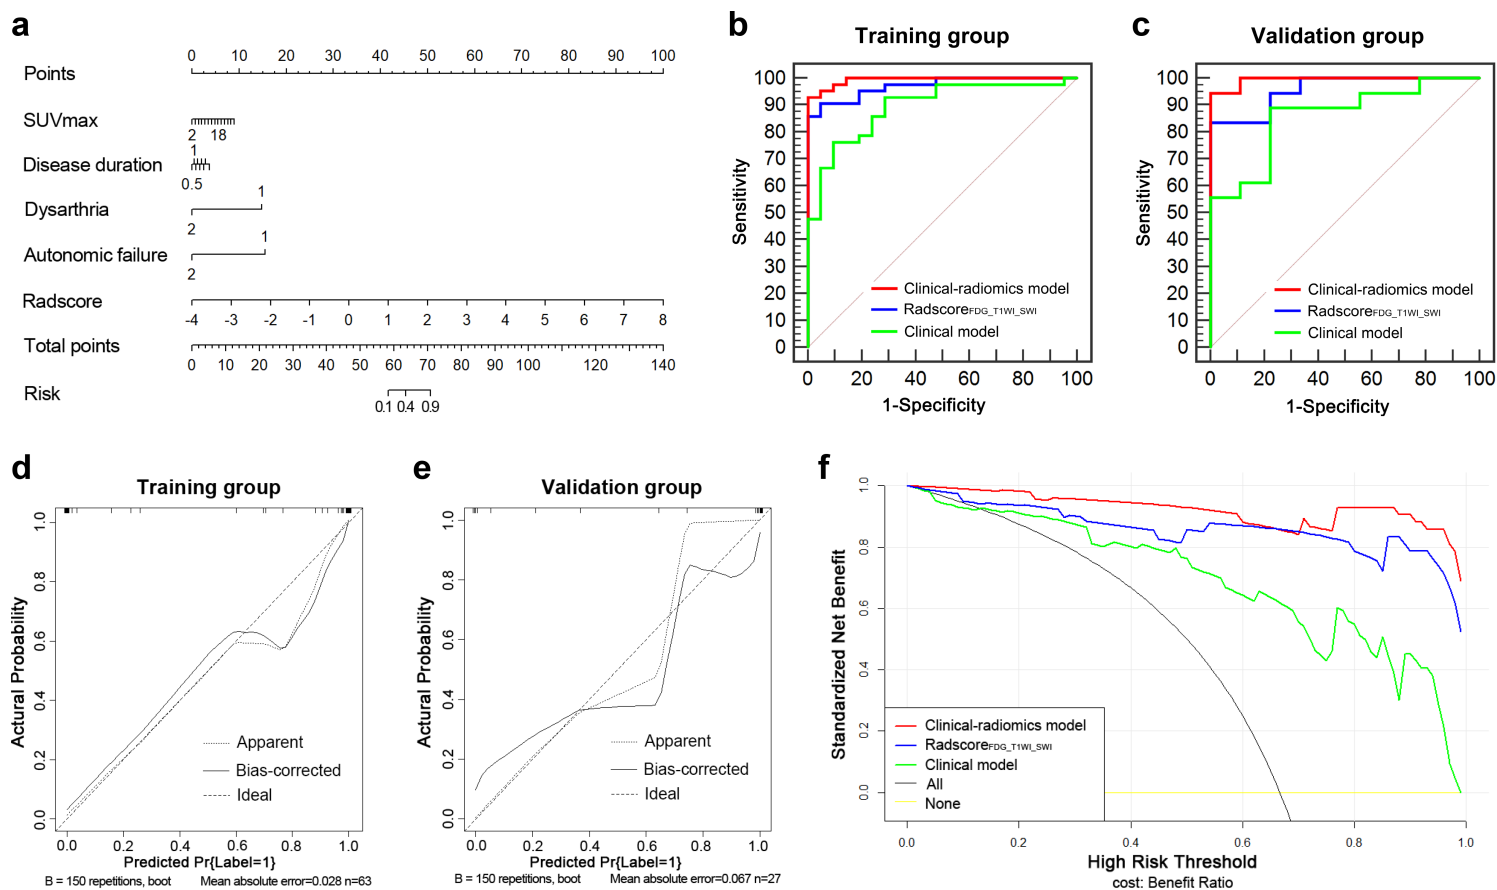 a
0 10 20 30 40 50 60 70 80 90 100
Points
SUVmax
2 18
1
Disease duration
0.5
1
Dysarthria
2
1
Autonomic failure
2
Radscore
-4 -3 -2 -1 0 1 2 3 4 5 6 7 8
Total points
0 10 20 30 40 50 60 70 80 90 100 120 140
Risk
0.1 0.4 0.9
b
Training group
Sensitivity
100
90
80
70
60
50
40
30
20
10
0
Clinical-radiomics model
RadscoreFDG_T1WI_SWI
Clinical model
0 20 40 60 80 100
1-Specificity
c
Validation group
Sensitivity
100
90
80
70
60
50
40
30
20
10
0
Clinical-radiomics model
RadscoreFDG_T1WI_SWI
Clinical model
0 20 40 60 80 100
1-Specificity
d
Training group
Actural Probability
1.0
0.8
0.6
0.4
0.2
0.0
Apparent
Bias-corrected
Ideal
0.0 0.2 0.4 0.6 0.8 1.0
Predicted Pr{Label=1}
B = 150 repetitions, boot Mean absolute error=0.028 n=63
e
Validation group
Actural Probability
1.0
0.8
0.6
0.4
0.2
0.0
Apparent
Bias-corrected
Ideal
0.0 0.2 0.4 0.6 0.8 1.0
Predicted Pr{Label=1}
B = 150 repetitions, boot Mean absolute error=0.067 n=27
f
Standardized Net Benefit
1.0
0.8
0.6
0.4
0.2
0.0
Clinical-radiomics model
RadscoreFDG_T1WI_SWI
Clinical model
All
None
0.0 0.2 0.4 0.6 0.8 1.0
High Risk Threshold
cost: Benefit Ratio